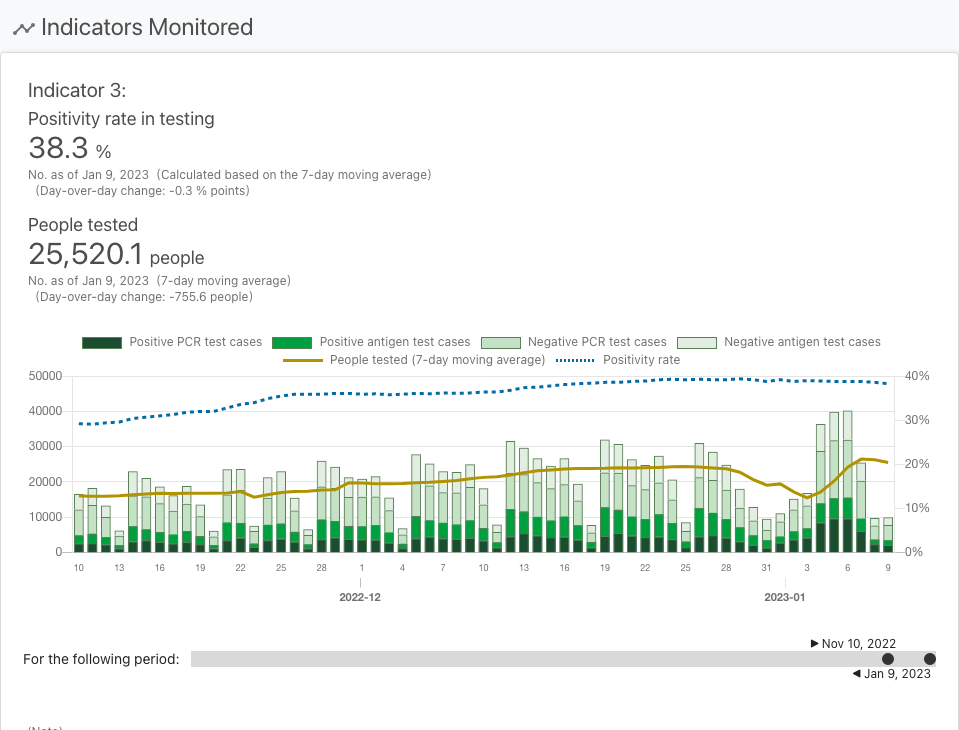 Indicators Monitored
Indicator 3:
Positivity rate in testing
38.3 %
No. as of Jan 9, 2023 (Calculated based on the 7-day moving average)
(Day-over-day change: -0.3 % points)
People tested
25,520.1 people
No. as of Jan 9, 2023 (7-day moving average)
(Day-over-day change: -755.6 people)
Positive PCR test cases Positive antigen test cases Negative PCR test cases Negative antigen test cases
People tested (7-day moving average) Positivity rate
50000 40%
40000 30%
30000
20000 20%
10000 10%
0 0%
10 13 16 19 22 25 28 1 4 7 10 13 16 19 22 25 28 31 3 6 9
2022-12 2023-01
▶ Nov 10, 2022
For the following period:
◀ Jan 9, 2023